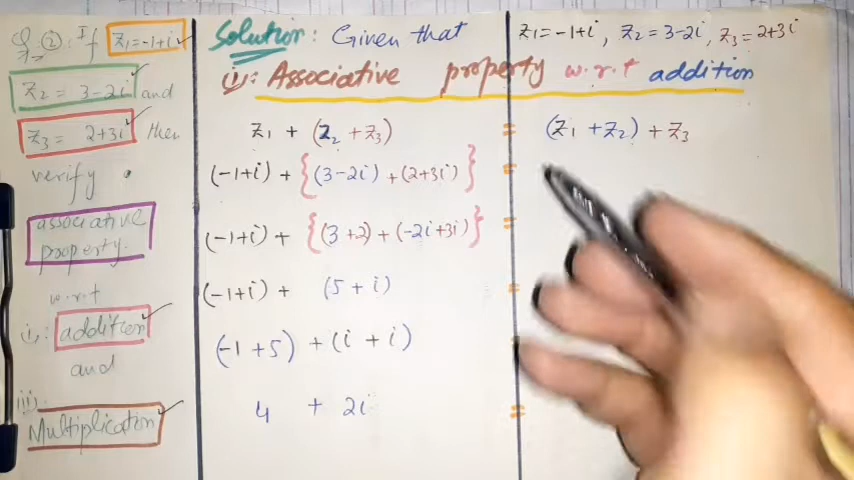 Q.② : If z₁=-1+i
z₂ = 3-2i and
z₃ = 2+3i then
verify
associative
property
w.r.t
i,: addition
and
ii): Multiplication
Solution: Given that z₁=-1+i, z₂=3-2i, z₃=2+3i
(i): Associative property w.r.t addition
z₁ + (z₂ + z₃) = (z₁ + z₂) + z₃
(-1+i) + {(3-2i) + (2+3i)} =
(-1+i) + {(3+2) + (-2i+3i)} =
(-1+i) + (5 + i) =
(-1 + 5) + (i + i)
4 + 2i =